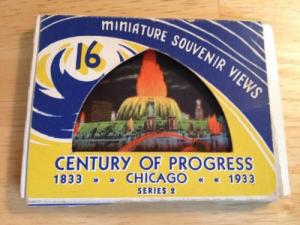 16
MINIATURE SOUVENIR VIEWS
CENTURY OF PROGRESS
1833 » » CHICAGO « « 1933
SERIES 2